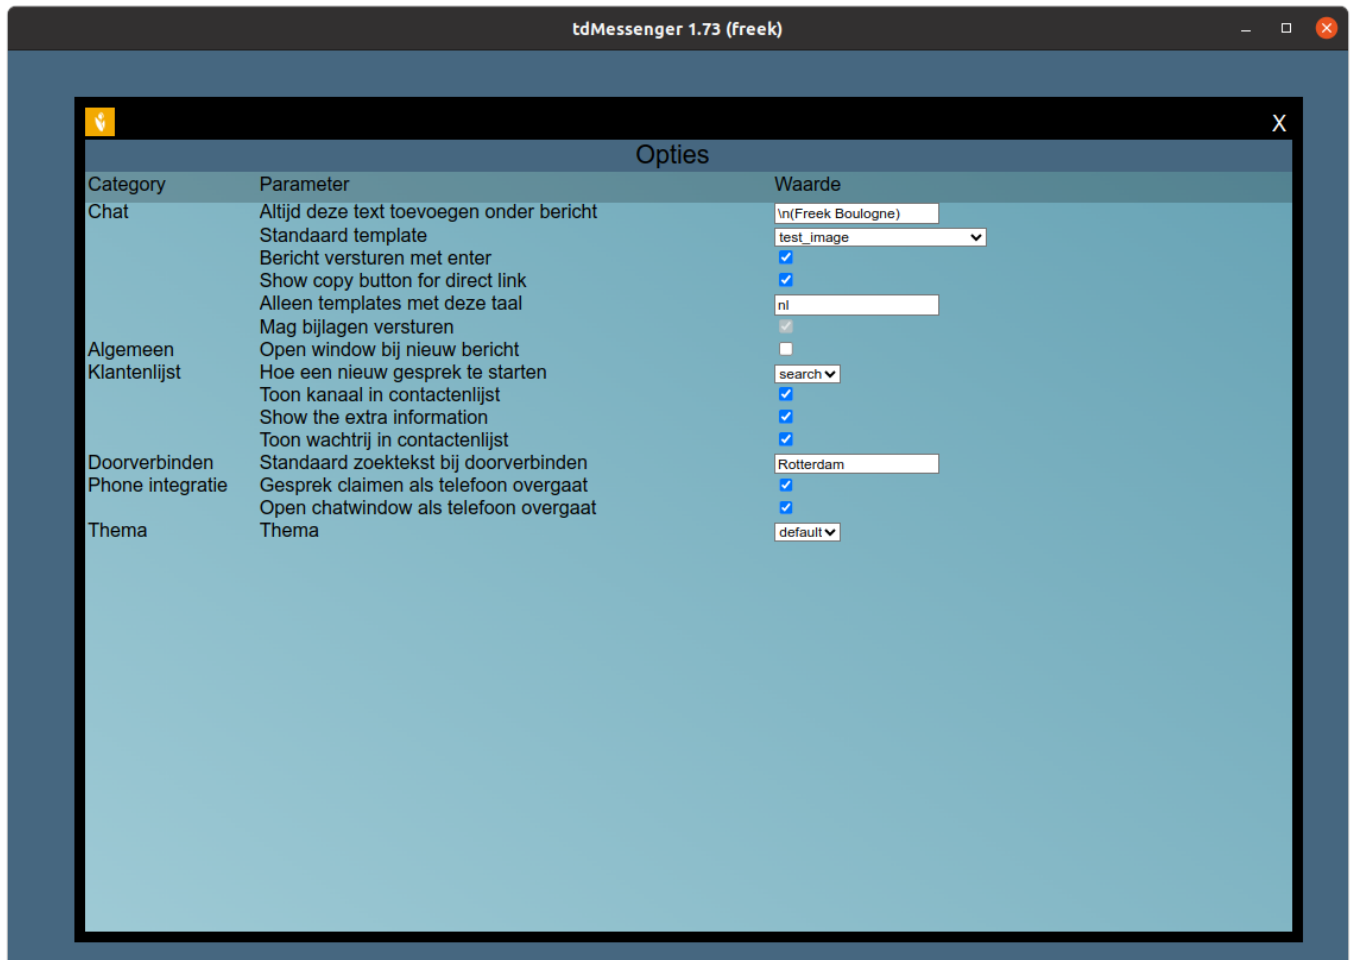 tdMessenger 1.73 (freek)
X
Opties
Category Parameter Waarde
Chat Altijd deze text toevoegen onder bericht \n(Freek Boulogne)
Standaard template test_image
Bericht versturen met enter
Show copy button for direct link
Alleen templates met deze taal nl
Mag bijlagen versturen
Algemeen Open window bij nieuw bericht
Klantenlijst Hoe een nieuw gesprek te starten search
Toon kanaal in contactenlijst
Show the extra information
Toon wachtrij in contactenlijst
Doorverbinden Standaard zoektekst bij doorverbinden Rotterdam
Phone integratie Gesprek claimen als telefoon overgaat
Open chatwindow als telefoon overgaat
Thema Thema default